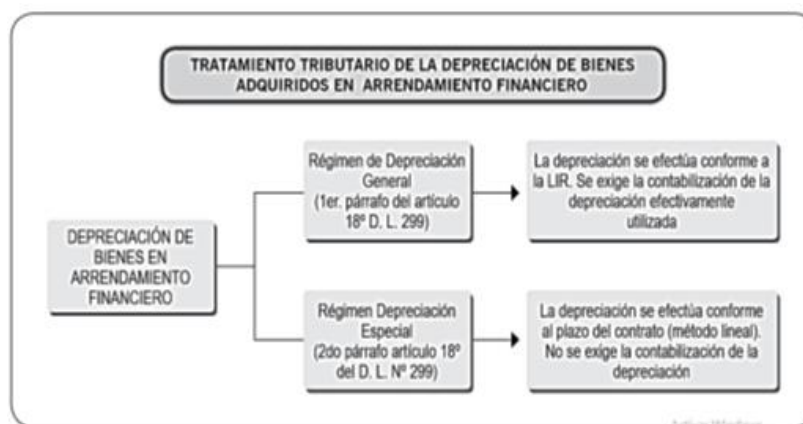 TRATAMIENTO TRIBUTARIO DE LA DEPRECIACIÓN DE BIENES
ADQUIRIDOS EN ARRENDAMIENTO FINANCIERO
Régimen de Depreciación
General
(1er. párrafo del artículo
18º D. L. 299)
La depreciación se efectúa conforme a
la LIR. Se exige la contabilización de la
depreciación efectivamente
utilizada
DEPRECIACIÓN DE
BIENES EN
ARRENDAMIENTO
FINANCIERO
Régimen Depreciación
Especial
(2do párrafo artículo 18º
del D. L. Nº 299)
La depreciación se efectúa conforme
al plazo del contrato (método lineal).
No se exige la contabilización de la
depreciación